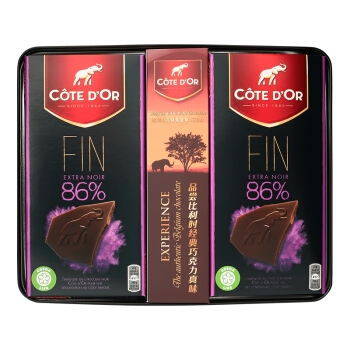 CÔTE D'OR
SINCE 1883
FIN
EXTRA NOIR
86%
CÔTE D'OR
EXPERIENCE
The authentic Belgium chocolate
品尝比利时经典巧克力真味
CÔTE D'OR
SINCE 1883
FIN
EXTRA NOIR
86%